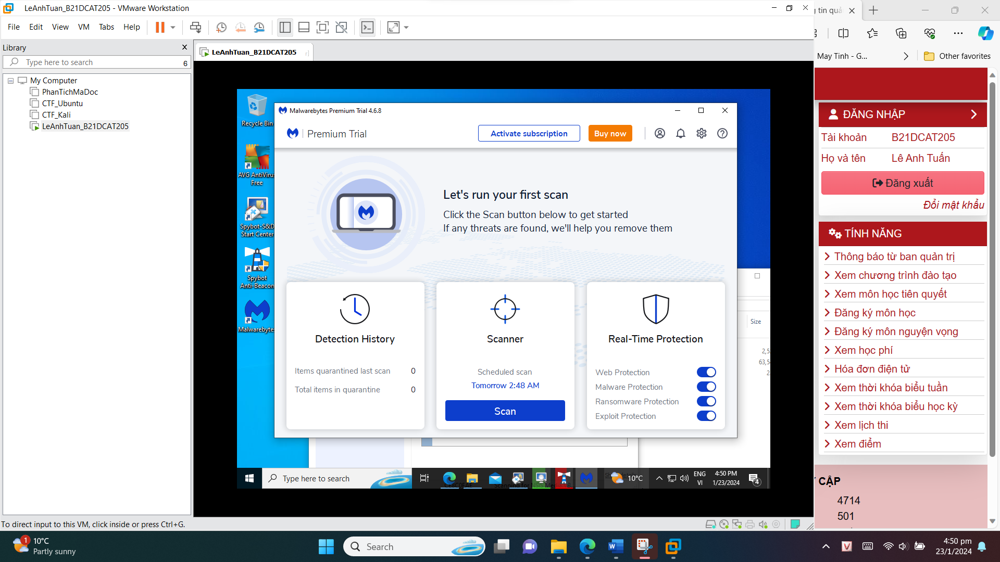 LeAnhTuan_B21DCAT205 - VMware Workstation
File Edit View VM Tabs Help
Library
Type here to search 6
My Computer
PhanTichMaDoc
CTF_Ubuntu
CTF_Kali
LeAnhTuan_B21DCAT205
LeAnhTuan_B21DCAT205
Recycle Bin
AVG AntiViru
Free
Spybot-S&D
Start Center
Spybot
Anti-Beacon
Malwarebyte
Malwarebytes Premium Trial 4.6.8
Premium Trial
Activate subscription
Buy now
Let's run your first scan
Click the Scan button below to get started
If any threats are found, we'll help you remove them
Detection History
Items quarantined last scan 0
Total items in quarantine 0
Scanner
Scheduled scan
Tomorrow 2:48 AM
Scan
Real-Time Protection
Web Protection
Malware Protection
Ransomware Protection
Exploit Protection
Size
2,5
63,5
2
Type here to search
10°C
ENG
VI
4:50 PM
1/23/2024
4
To direct input to this VM, click inside or press Ctrl+G.
tin quả
May Tinh - G...
Other favorites
ĐĂNG NHẬP
Tài khoản B21DCAT205
Họ và tên Lê Anh Tuấn
Đăng xuất
Đổi mật khẩu
TÍNH NĂNG
Thông báo từ ban quản trị
Xem chương trình đào tạo
Xem môn học tiên quyết
Đăng ký môn học
Đăng ký môn nguyện vọng
Xem học phí
Hóa đơn điện tử
Xem thời khóa biểu tuần
Xem thời khóa biểu học kỳ
Xem lịch thi
Xem điểm
CẬP
4714
501
1
10°C
Partly sunny
Search
4:50 pm
23/1/2024